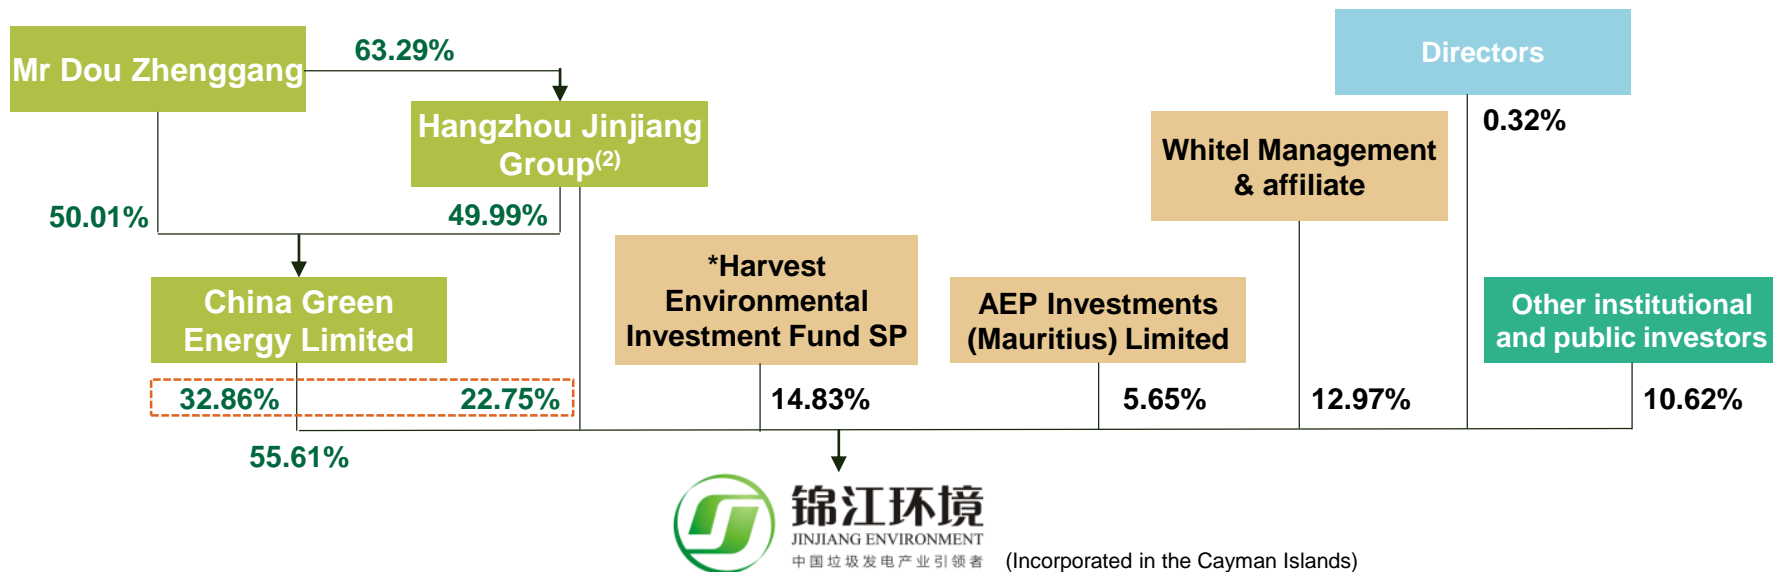 Mr Dou Zhenggang
63.29%
Directors
0.32%
Hangzhou Jinjiang
Group(2)
Whitel Management
& affiliate
50.01%
49.99%
China Green
Energy Limited
*Harvest
Environmental
Investment Fund SP
AEP Investments
(Mauritius) Limited
Other institutional
and public investors
32.86%
22.75%
14.83%
5.65%
12.97%
10.62%
55.61%
锦江环境
JINJIANG ENVIRONMENT
中国垃圾发电产业引领者
(Incorporated in the Cayman Islands)